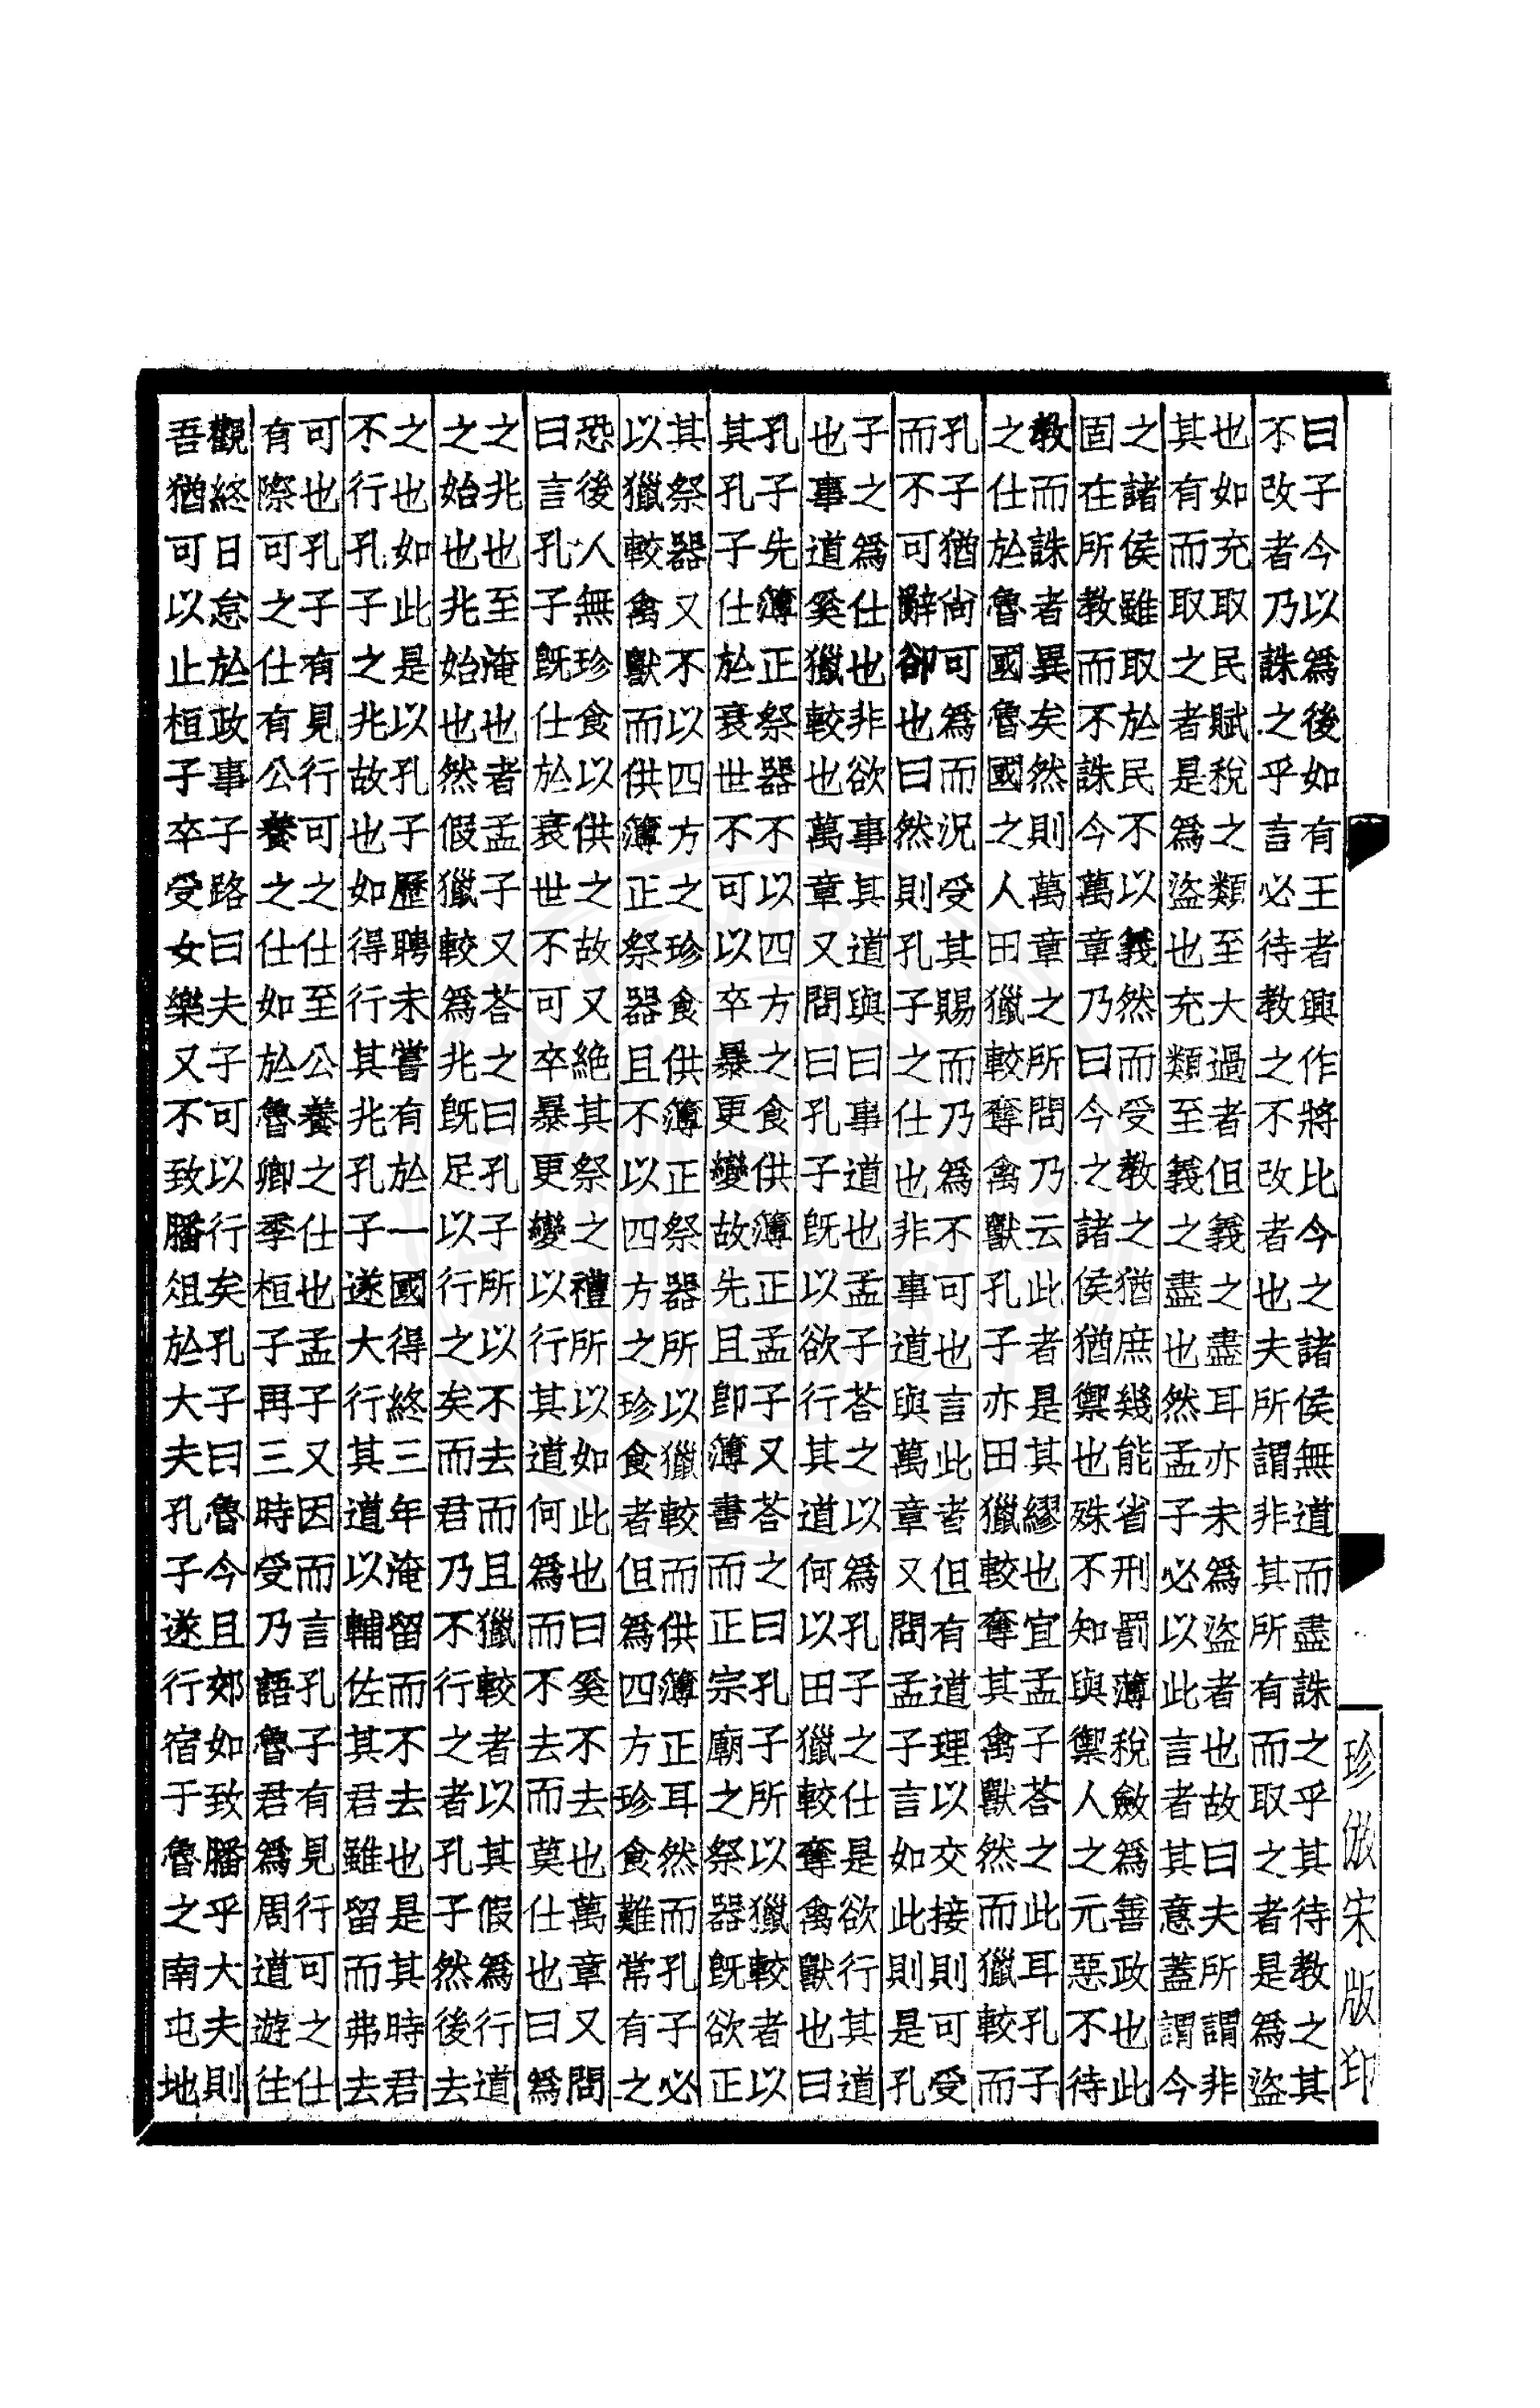 曰子今以爲後如有王者興作將比今之諸侯無道而盡誅之乎其待教之其
不改者乃誅之乎言必待教之不改者也夫所謂非其所有而取之者是爲盜
也如充取民賦稅之類至大過者但義之盡耳亦未爲盜者也故曰夫所謂非
其有而取之者是爲盜也充類至義之盡也然孟子必以此言者其意蓋謂今
之諸侯雖取於民不以義然而受教之猶庶幾能省刑罰薄稅斂爲善政也此
固在所教而不誅今萬章乃曰今之諸侯猶禦也殊不知與禦人之元惡不待
教而誅者異矣然則萬章之所問乃云此者是其繆也宜孟子荅之此耳孔子
之仕於魯國魯國之人田獵較奪禽獸孔子亦田獵較奪其禽獸然而獵較而
孔子猶尙可爲而況受其賜而乃爲不可也言此者但有道理以交接則可受
而不可辭卻也曰然則孔子之仕也非事道與萬章又問孟子言如此則是孔
子之爲仕也非欲事其道與曰事道也孟子荅之以爲孔子之仕是欲行其道
也事道奚獵較也萬章又問曰孔子旣以欲行其道何以田獵較奪禽獸也曰
孔子先簿正祭器不以四方之食供簿正孟子又荅之曰孔子所以獵較者以
其孔子仕於衰世不可以卒暴更變故先且卽簿書而正宗廟之祭器旣欲正
其祭器又不以四方之珍食供簿正祭器所以獵較而供簿正耳然而孔子必
以獵較禽獸而供簿正祭器且不以四方之珍食者但爲四方珍食難常有之
恐後人無珍食以供之故又絕其祭之禮所以如此也曰奚不去也萬章又問
曰言孔子旣仕於衰世不可卒暴更變以行其道何爲而不去而莫仕也曰爲
之兆也至淹也者孟子又荅之曰孔子所以不去而且獵較者以其假爲行道
之始也兆始也然假獵較爲兆旣足以行之矣而君乃不行之者孔子然後去
之也如此是以孔子歷聘未嘗有於一國得終三年淹留而不去也是其時君
不行孔子之兆故也如得行其兆孔子遂大行其道以輔佐其君雖留而弗去
可也孔子有見行可之仕至公養之仕也孟子又因而言孔子有見行可之仕
有際可之仕有公養之仕如於魯卿季桓子再三時受乃語魯君爲周道遊往
觀終日怠於政事子路曰夫子可以行矣孔子曰魯今且郊如致膰乎大夫則
吾猶可以止桓子卒受女樂又不致膰俎於大夫孔子遂行宿于魯之南屯地
珍倣宋版印